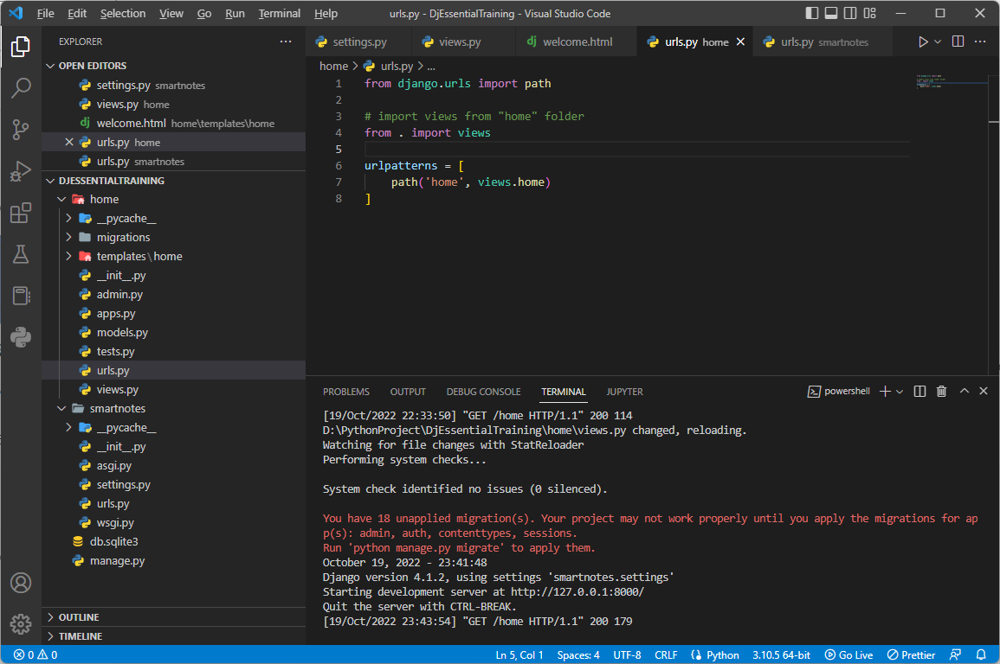 File Edit Selection View Go Run Terminal Help urls.py - DjEssentialTraining - Visual Studio Code
EXPLORER
OPEN EDITORS
settings.py smartnotes
views.py home
welcome.html home\templates\home
urls.py home
urls.py smartnotes
DJESSENTIALTRAINING
home
__pycache__
migrations
templates\home
__init__.py
admin.py
apps.py
models.py
tests.py
urls.py
views.py
smartnotes
__pycache__
__init__.py
asgi.py
settings.py
urls.py
wsgi.py
db.sqlite3
manage.py
OUTLINE
TIMELINE
settings.py views.py welcome.html urls.py home urls.py smartnotes
home > urls.py > ...
1 from django.urls import path
2
3 # import views from "home" folder
4 from . import views
5
6 urlpatterns = [
7 path('home', views.home)
8 ]
PROBLEMS OUTPUT DEBUG CONSOLE TERMINAL JUPYTER powershell
[19/Oct/2022 22:33:50] "GET /home HTTP/1.1" 200 114
D:\PythonProject\DjEssentialTraining\home\views.py changed, reloading.
Watching for file changes with StatReloader
Performing system checks...
System check identified no issues (0 silenced).
You have 18 unapplied migration(s). Your project may not work properly until you apply the migrations for ap
p(s): admin, auth, contenttypes, sessions.
Run 'python manage.py migrate' to apply them.
October 19, 2022 - 23:41:48
Django version 4.1.2, using settings 'smartnotes.settings'
Starting development server at http://127.0.0.1:8000/
Quit the server with CTRL-BREAK.
[19/Oct/2022 23:43:54] "GET /home HTTP/1.1" 200 179
0 0 Ln 5, Col 1 Spaces: 4 UTF-8 CRLF Python 3.10.5 64-bit Go Live Prettier